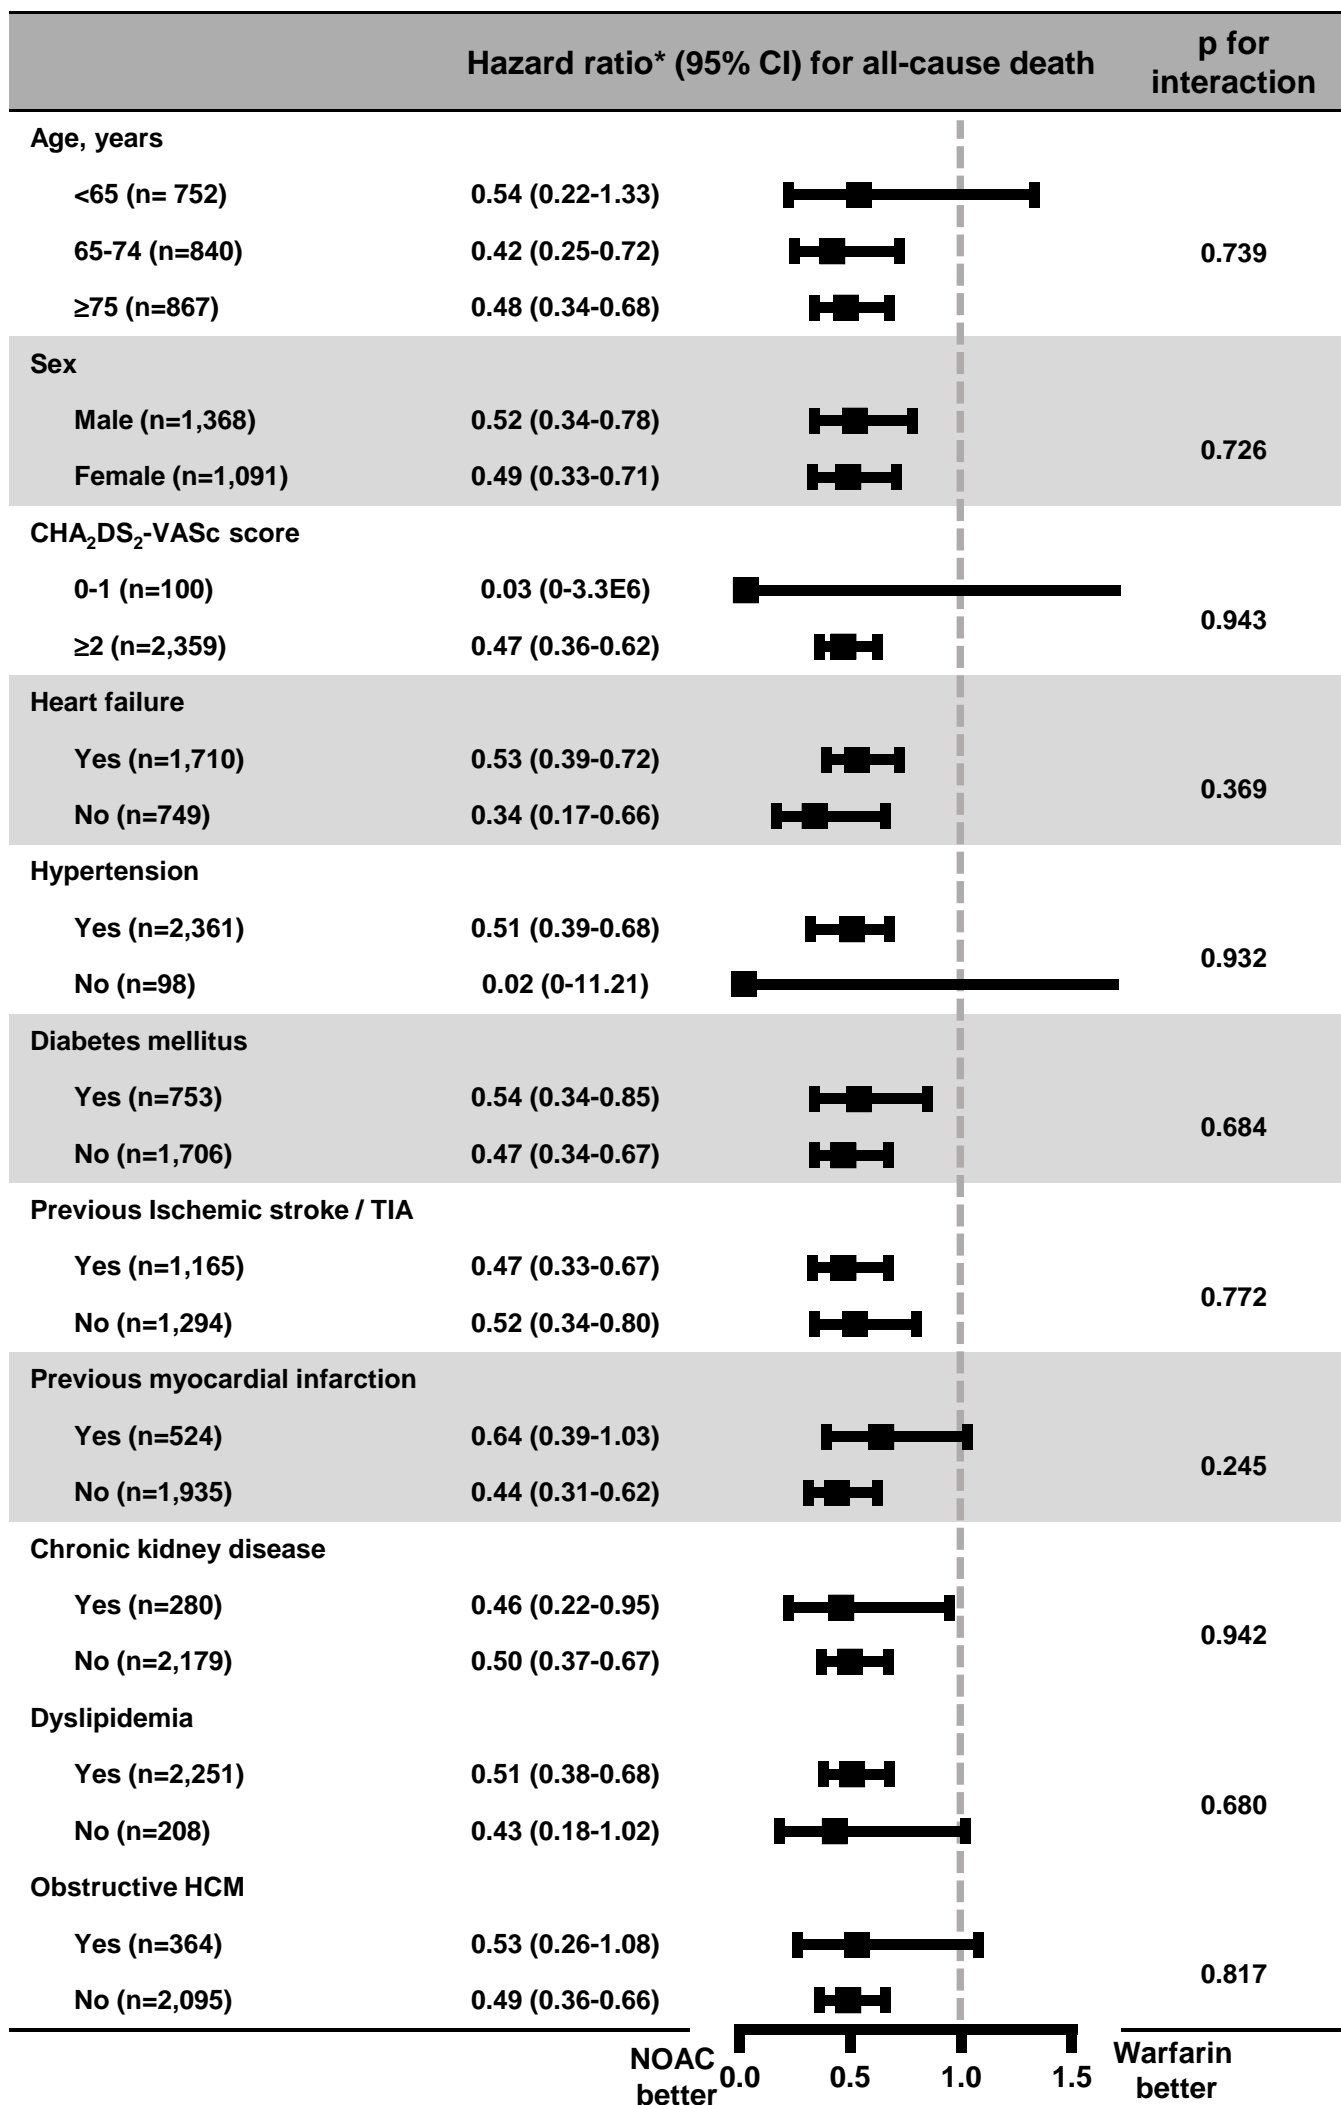 Hazard ratio* (95% CI) for all-cause death
p for
interaction
Age, years
<65 (n= 752) 0.54 (0.22-1.33)
65-74 (n=840) 0.42 (0.25-0.72) 0.739
≥75 (n=867) 0.48 (0.34-0.68)
Sex
Male (n=1,368) 0.52 (0.34-0.78)
0.726
Female (n=1,091) 0.49 (0.33-0.71)
CHA₂DS₂-VASc score
0-1 (n=100) 0.03 (0-3.3E6)
0.943
≥2 (n=2,359) 0.47 (0.36-0.62)
Heart failure
Yes (n=1,710) 0.53 (0.39-0.72)
0.369
No (n=749) 0.34 (0.17-0.66)
Hypertension
Yes (n=2,361) 0.51 (0.39-0.68)
0.932
No (n=98) 0.02 (0-11.21)
Diabetes mellitus
Yes (n=753) 0.54 (0.34-0.85)
0.684
No (n=1,706) 0.47 (0.34-0.67)
Previous Ischemic stroke / TIA
Yes (n=1,165) 0.47 (0.33-0.67)
0.772
No (n=1,294) 0.52 (0.34-0.80)
Previous myocardial infarction
Yes (n=524) 0.64 (0.39-1.03)
0.245
No (n=1,935) 0.44 (0.31-0.62)
Chronic kidney disease
Yes (n=280) 0.46 (0.22-0.95)
0.942
No (n=2,179) 0.50 (0.37-0.67)
Dyslipidemia
Yes (n=2,251) 0.51 (0.38-0.68)
0.680
No (n=208) 0.43 (0.18-1.02)
Obstructive HCM
Yes (n=364) 0.53 (0.26-1.08)
0.817
No (n=2,095) 0.49 (0.36-0.66)
NOAC
better
0.0 0.5 1.0 1.5
Warfarin
better